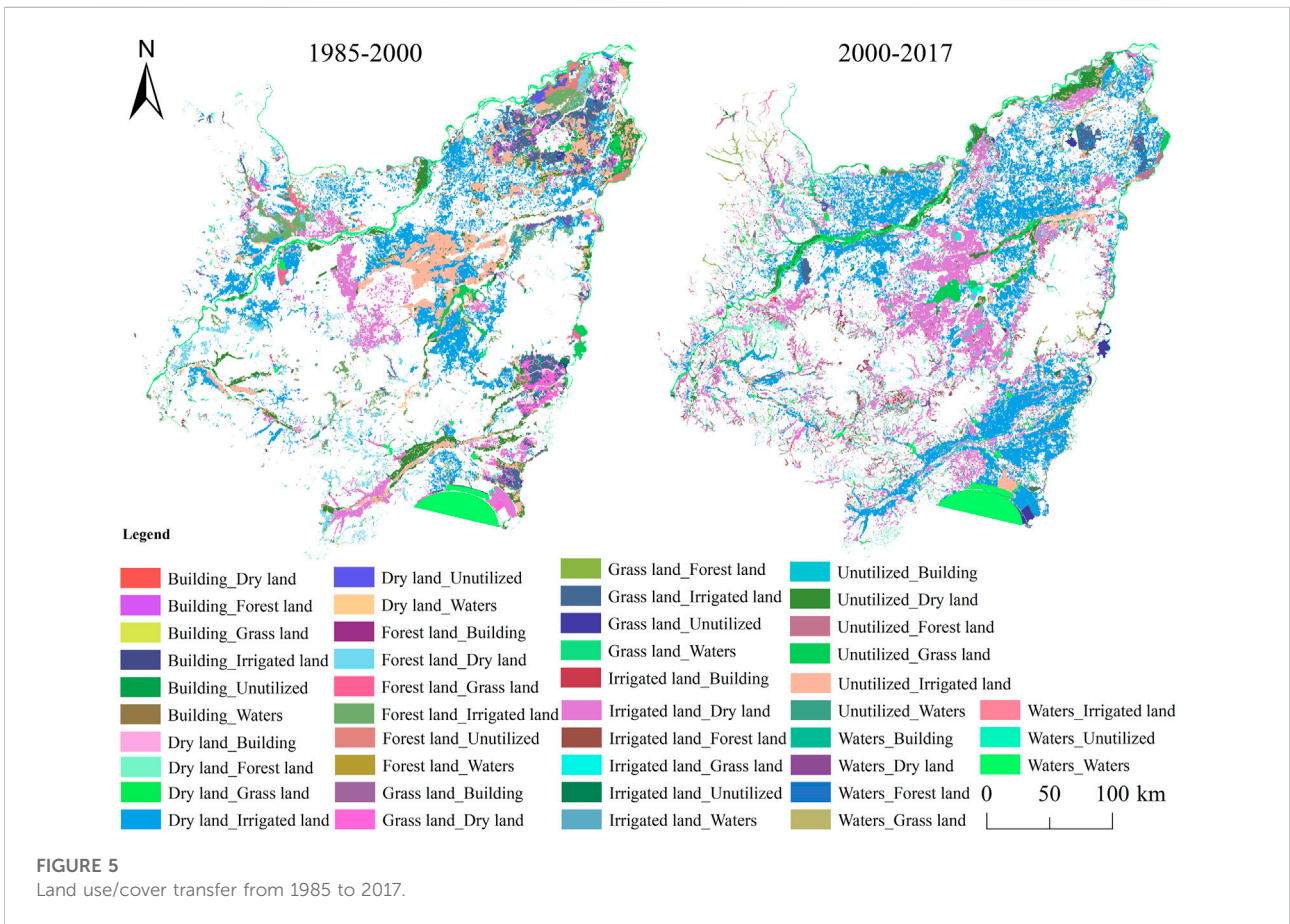 N
1985-2000
2000-2017
Legend
Building_Dry land
Building_Forest land
Building_Grass land
Building_Irrigated land
Building_Unutilized
Building_Waters
Dry land_Building
Dry land_Forest land
Dry land_Grass land
Dry land_Irrigated land
Dry land_Unutilized
Dry land_Waters
Forest land_Building
Forest land_Dry land
Forest land_Grass land
Forest land_Irrigated land
Forest land_Unutilized
Forest land_Waters
Grass land_Building
Grass land_Dry land
Grass land_Forest land
Grass land_Irrigated land
Grass land_Unutilized
Grass land_Waters
Irrigated land_Building
Irrigated land_Dry land
Irrigated land_Forest land
Irrigated land_Grass land
Irrigated land_Unutilized
Irrigated land_Waters
Unutilized_Building
Unutilized_Dry land
Unutilized_Forest land
Unutilized_Grass land
Unutilized_Irrigated land
Unutilized_Waters
Waters_Building
Waters_Dry land
Waters_Forest land
Waters_Grass land
Waters_Irrigated land
Waters_Unutilized
Waters_Waters
0 50 100 km
FIGURE 5
Land use/cover transfer from 1985 to 2017.